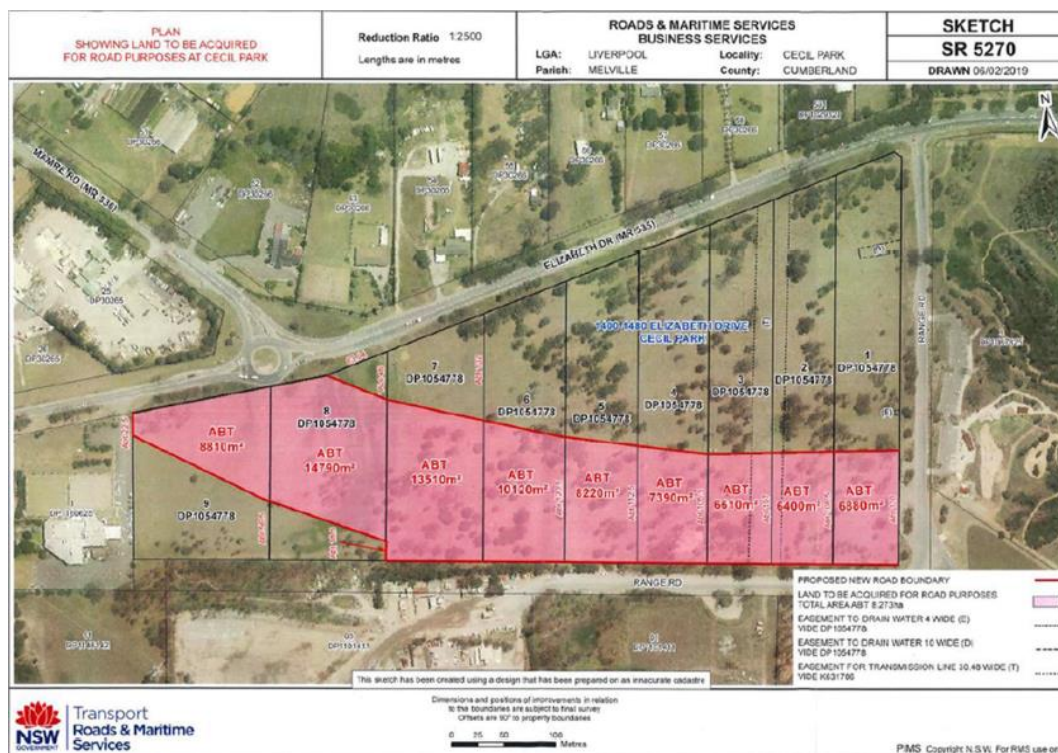 PLAN
SHOWING LAND TO BE ACQUIRED
FOR ROAD PURPOSES AT CECIL PARK
Reduction Ratio 1:2500
Lengths are in metres
ROADS & MARITIME SERVICES
BUSINESS SERVICES
LGA: LIVERPOOL Locality: CECIL PARK
Parish: MELVILLE County: CUMBERLAND
SKETCH
SR 5270
DRAWN 06/02/2019
N
MAMRE RD (MR 536)
ELIZABETH DR (MR 535)
RANGE RD
1400-1480 ELIZABETH DRIVE,
CECIL PARK
1
DP1054778
2
DP1054778
3
DP1054778
4
DP1054778
5
DP1054778
6
DP1054778
7
DP1054778
8
DP1054778
9
DP1054778
ABT
8810m²
ABT
14790m²
ABT
13510m²
ABT
10120m²
ABT
8220m²
ABT
7390m²
ABT
6610m²
ABT
6400m²
ABT
6880m²
25
DP30265
RANGE RD
PROPOSED NEW ROAD BOUNDARY
LAND TO BE ACQUIRED FOR ROAD PURPOSES
TOTAL AREA ABT 8.273ha
EASEMENT TO DRAIN WATER 4 WIDE (E)
VIDE DP1054778
EASEMENT TO DRAIN WATER 10 WIDE (D)
VIDE DP1054778
EASEMENT FOR TRANSMISSION LINE 30.48 WIDE (T)
VIDE K631706
This sketch has been created using a design that has been prepared on an innacurate cadastre
NSW
GOVERNMENT
Transport
Roads & Maritime
Services
Dimensions and positions of improvements in relation
to the boundaries are subject to final survey
Offsets are 90° to property boundaries
0 25 50 100
Metres
PIMS Copyright N.S.W. For RMS use on